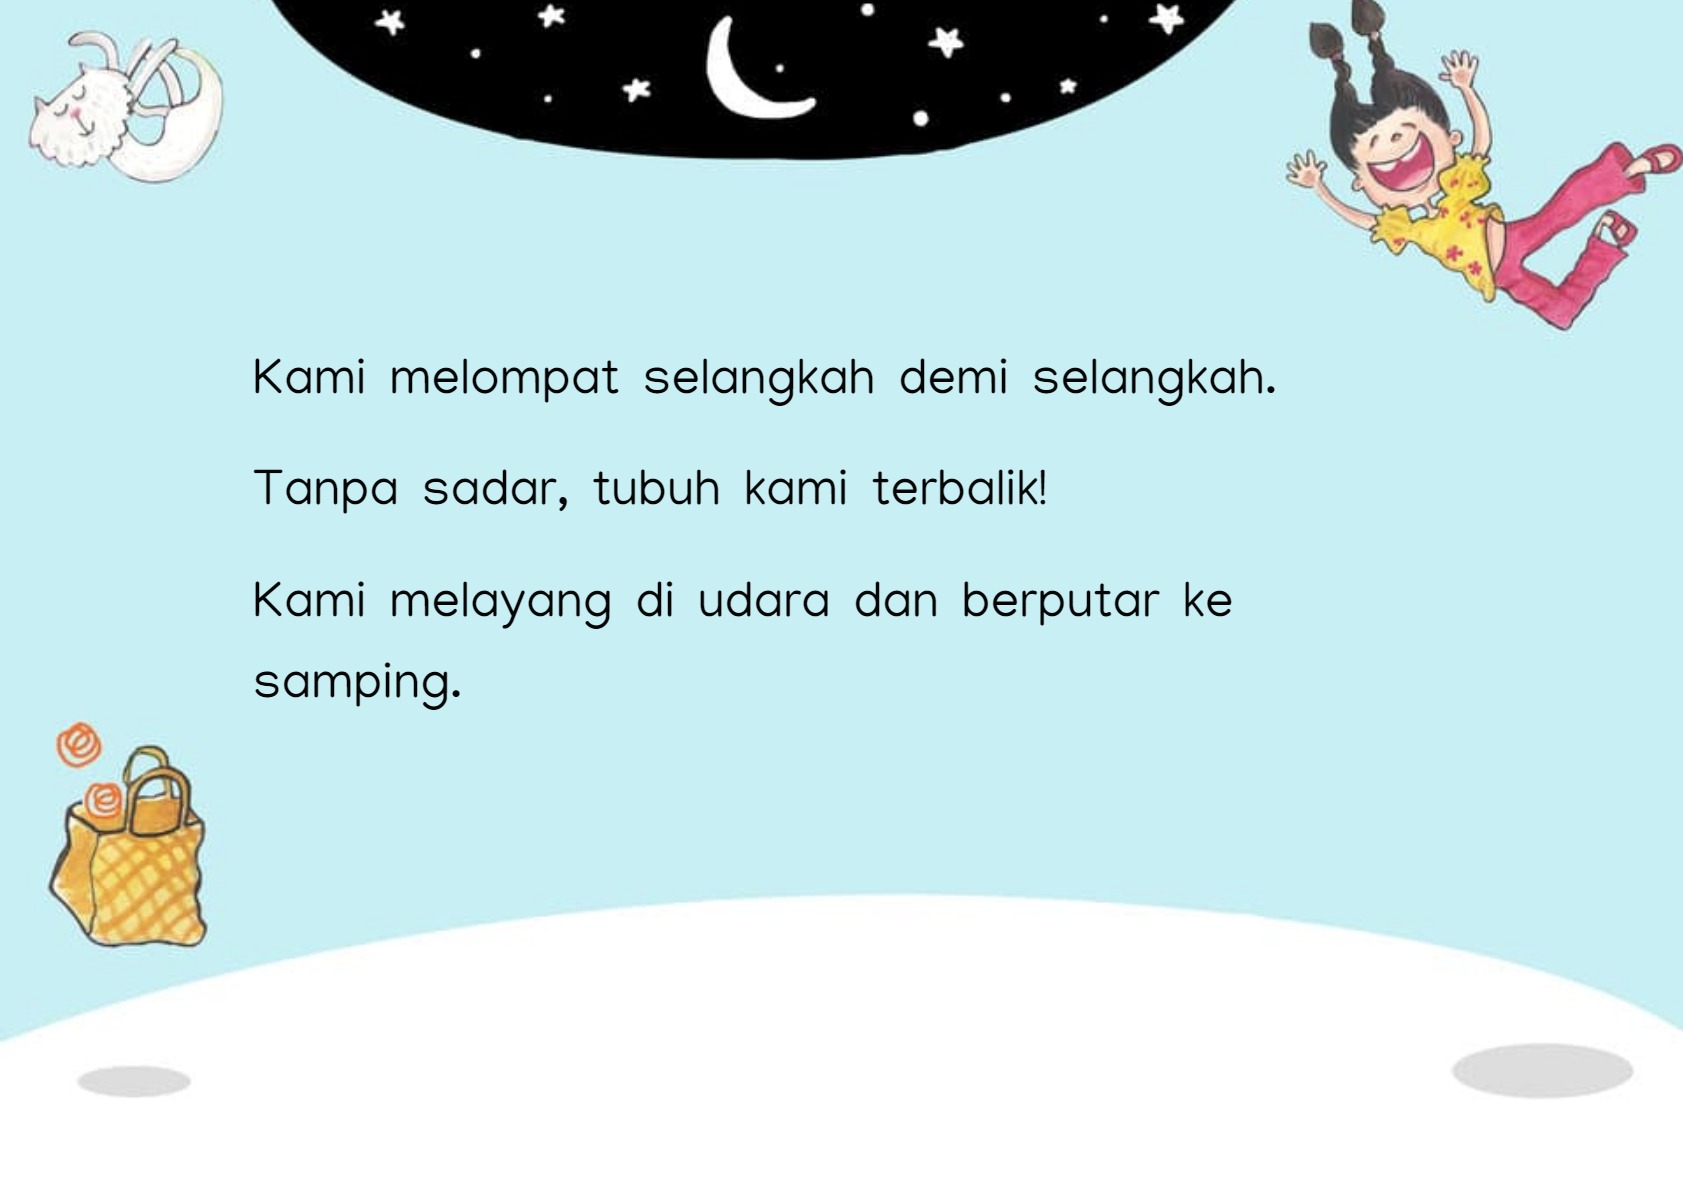 Kami melompat selangkah demi selangkah.
Tanpa sadar, tubuh kami terbalik!
Kami melayang di udara dan berputar ke
samping.